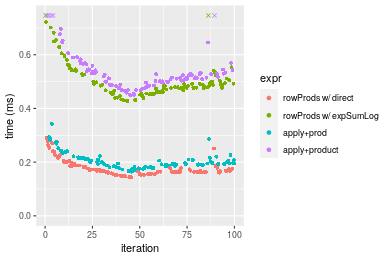 0.6
0.4
0.2
0.0
time (ms)
0
25
50
75
100
iteration
expr
rowProds w/ direct
rowProds w/ expSumLog
apply+prod
apply+product